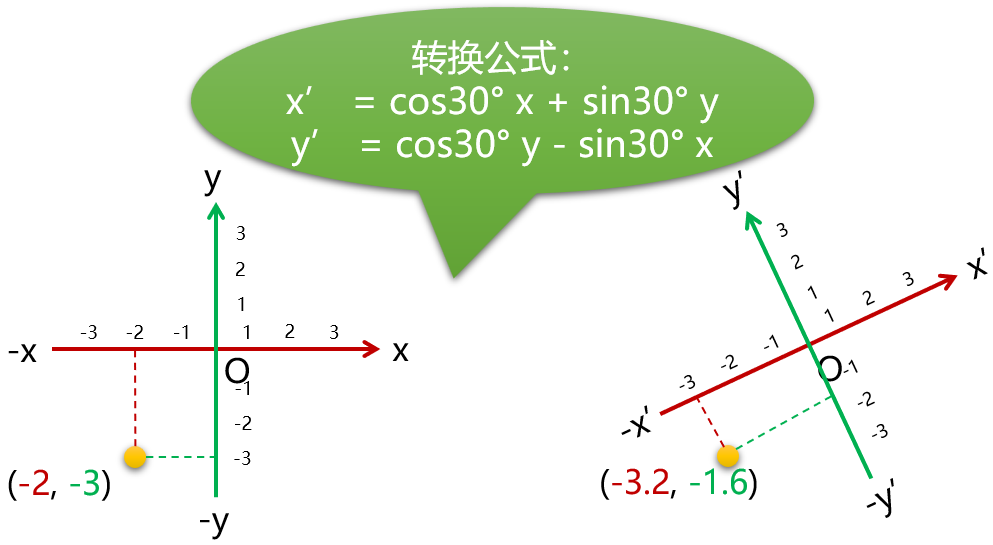 转换公式：
x′ = cos30° x + sin30° y
y′ = cos30° y - sin30° x
y
3
2
1
-3 -2 -1 1 2 3
-x x
O
-1
-2
-3
(-2, -3)
-y
y'
3
2
1
x'
-3 -2 -1 1 2 3
O
-1
-2
-3
-x'
(-3.2, -1.6)
-y'